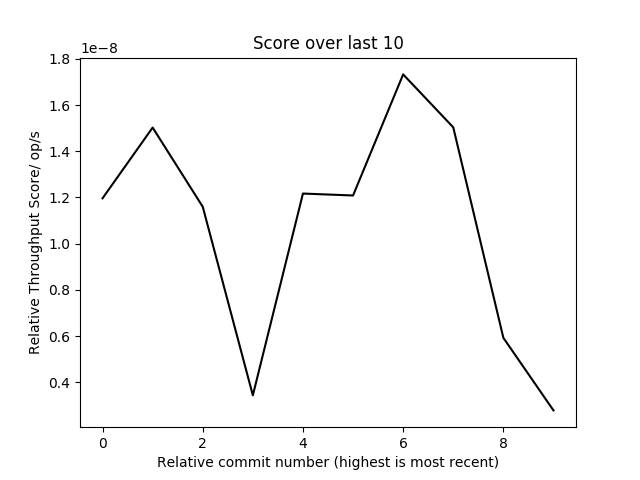 Score over last 10
1e−8
1.8
1.6
1.4
1.2
1.0
0.8
0.6
0.4
Relative Throughput Score/ op/s
0 2 4 6 8
Relative commit number (highest is most recent)